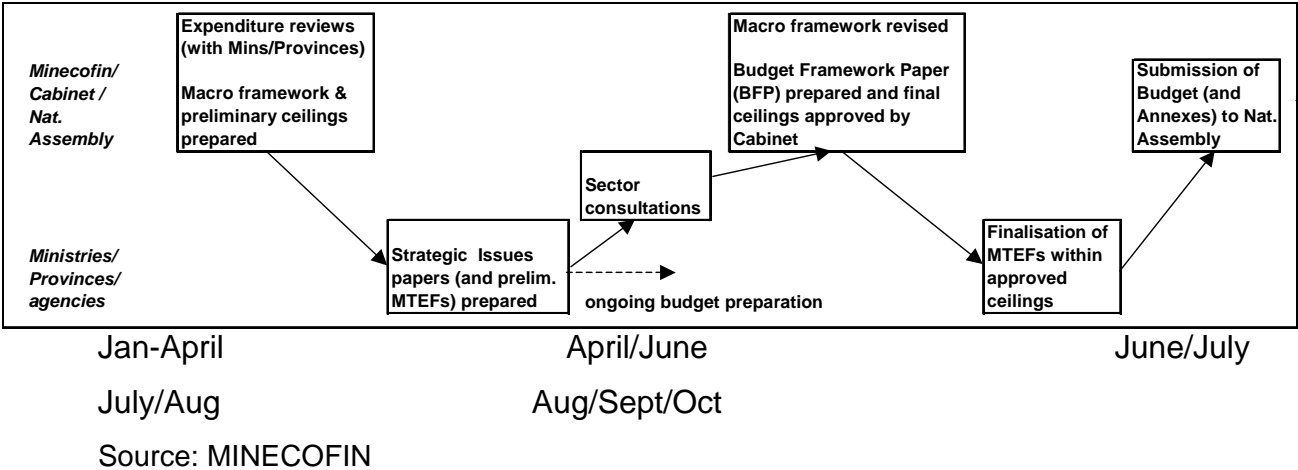 Minecofin/
Cabinet /
Nat.
Assembly
Expenditure reviews
(with Mins/Provinces)
Macro framework &
preliminary ceilings
prepared
Macro framework revised
Budget Framework Paper
(BFP) prepared and final
ceilings approved by
Cabinet
Submission of
Budget (and
Annexes) to Nat.
Assembly
Sector
consultations
Ministries/
Provinces/
agencies
Strategic Issues
papers (and prelim.
MTEFs) prepared
ongoing budget preparation
Finalisation of
MTEFs within
approved
ceilings
Jan-April April/June June/July
July/Aug Aug/Sept/Oct
Source: MINECOFIN